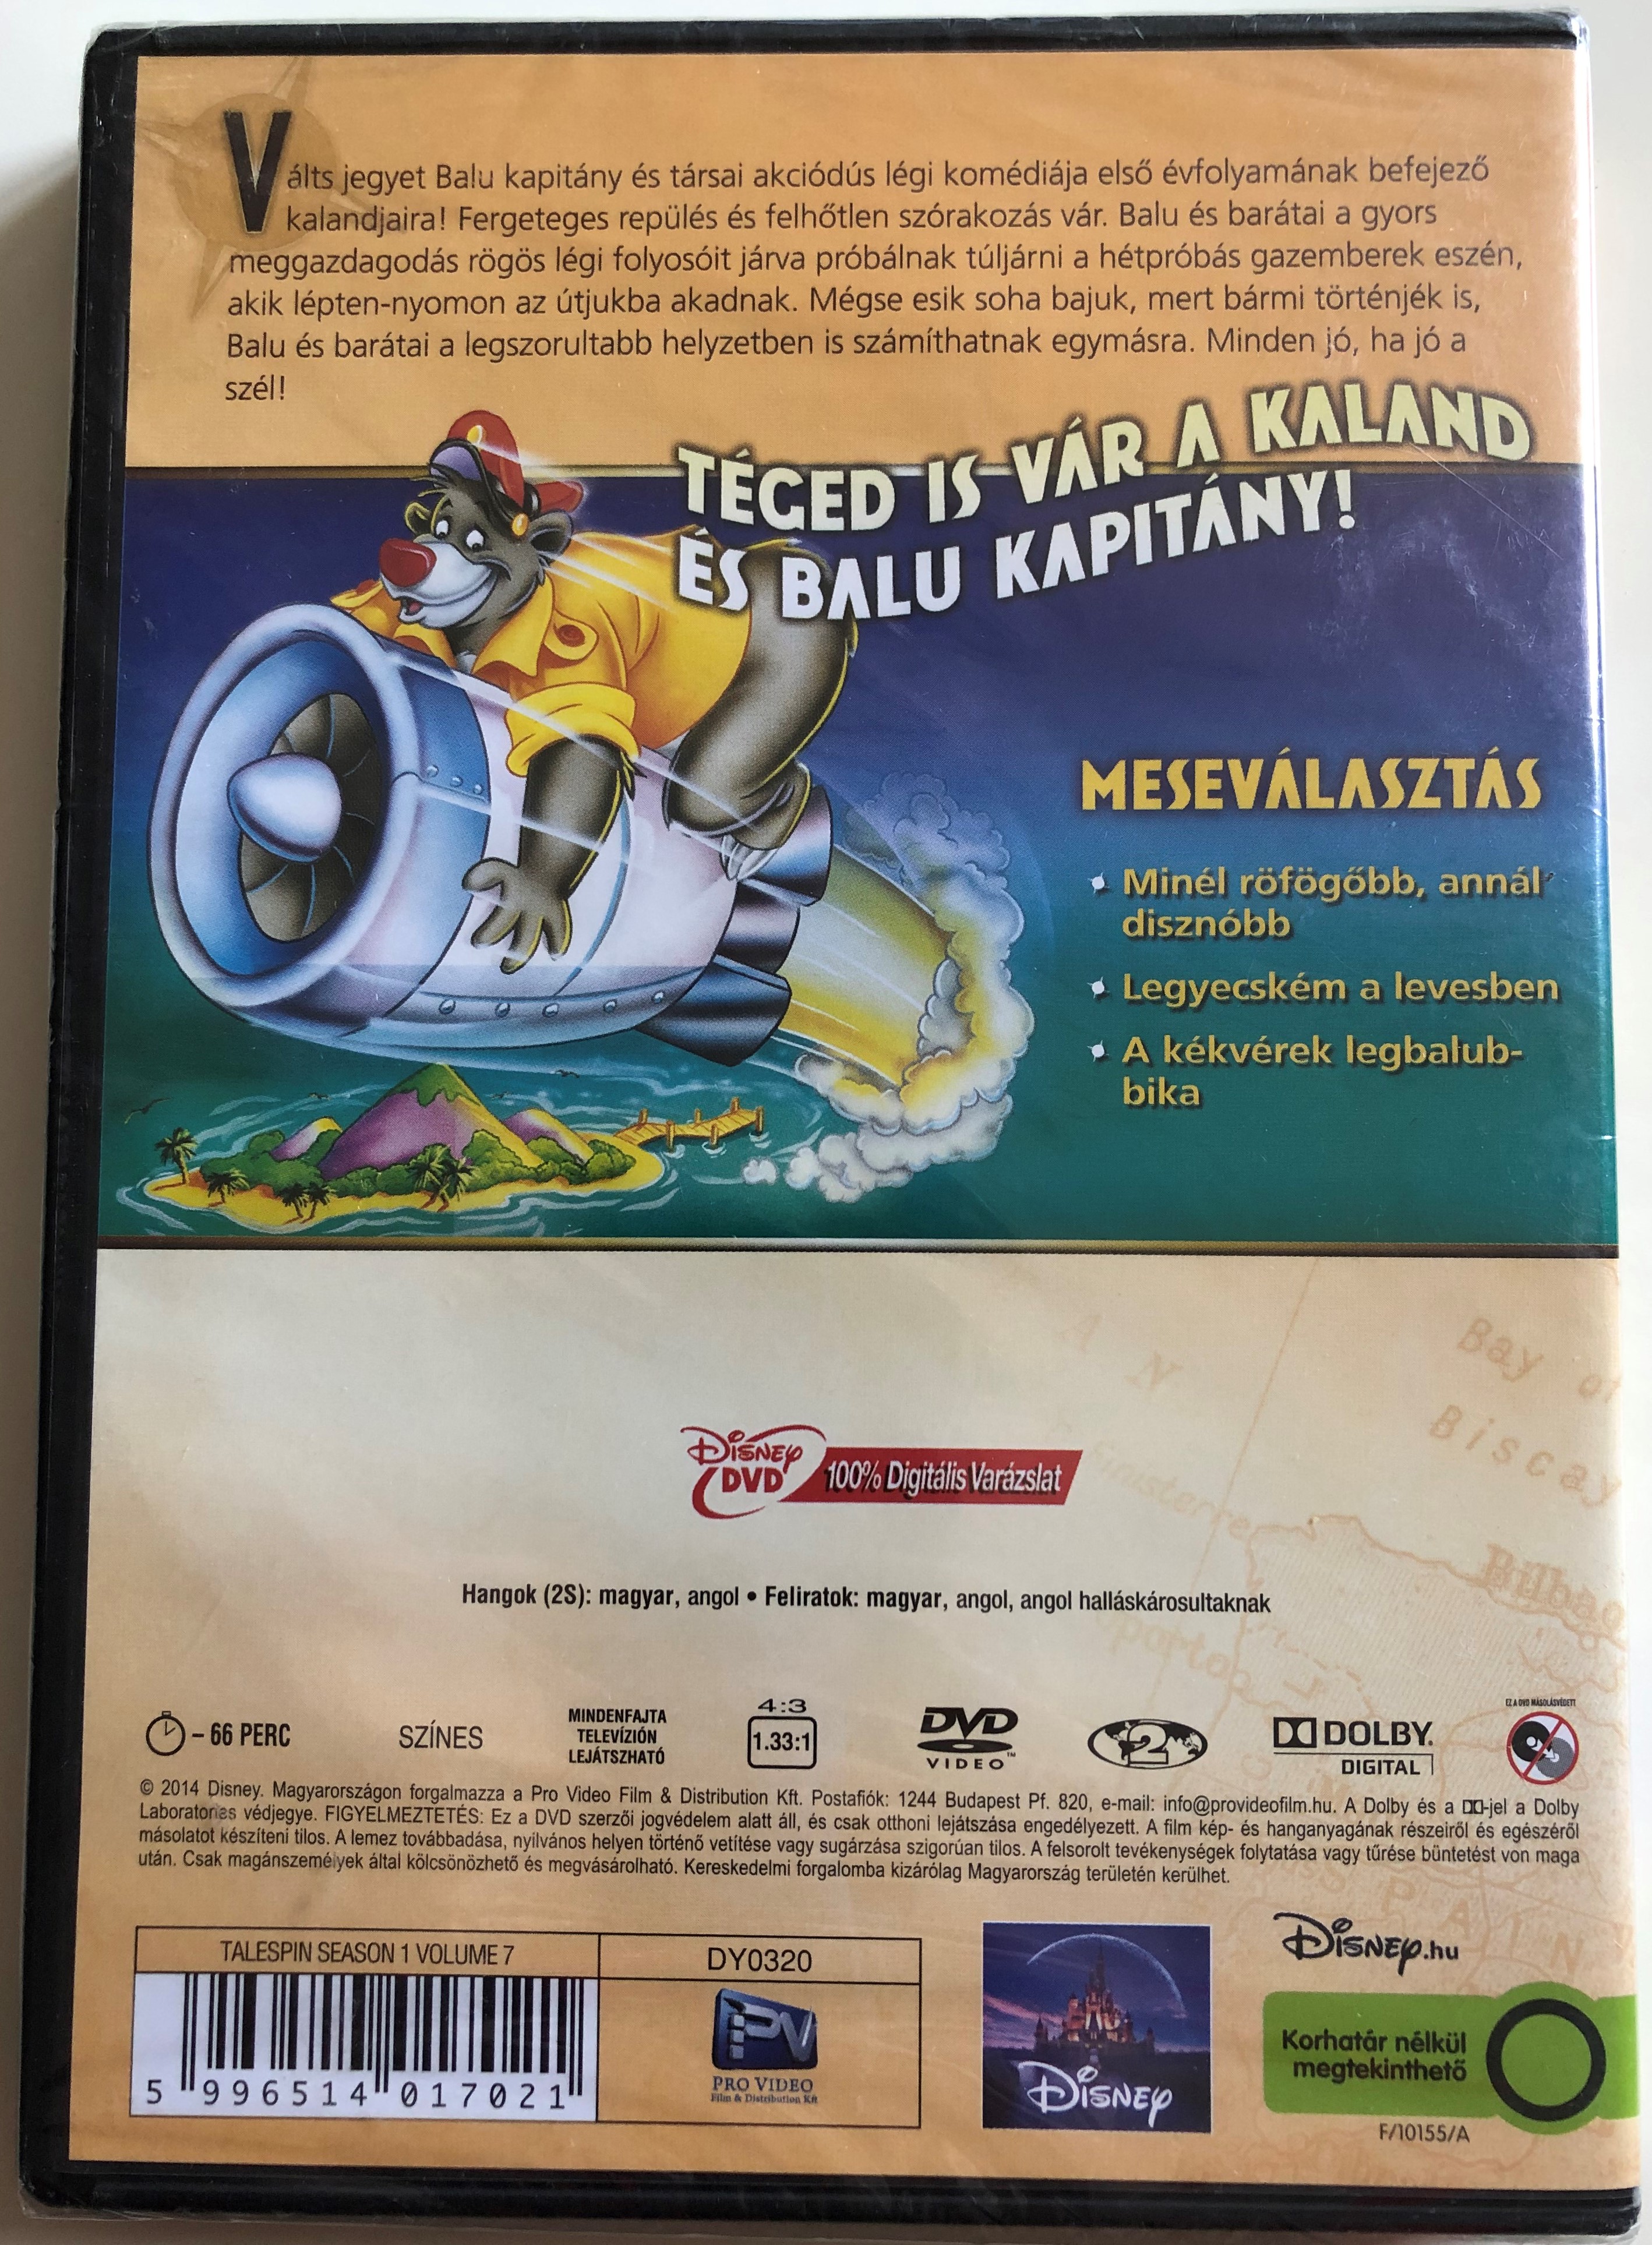 Válts jegyet Balu kapitány és társai akciódús légi komédiája első évfolyamának befejező
kalandjaira! Fergeteges repülés és felhőtlen szórakozás vár. Balu és barátai a gyors
meggazdagodás rögös légi folyosóit járva próbálnak túljárni a hétpróbás gazemberek eszén,
akik lépten-nyomon az útjukba akadnak. Mégse esik soha bajuk, mert bármi történjék is,
Balu és barátai a legszorultabb helyzetben is számíthatnak egymásra. Minden jó, ha jó a
szél!
TÉGED IS VÁR A KALAND
ÉS BALU KAPITÁNY!
MESEVÁLASZTÁS
Minél röfögőbb, annál
disznóbb
Legyecském a levesben
A kékvérek legbalub-
bika
Bay of
Biscay
Finisterre
Bilbao
Oporto
Disney
DVD
100% Digitális Varázslat
Hangok (2S): magyar, angol • Feliratok: magyar, angol, angol halláskárosultaknak
- 66 PERC
SZÍNES
MINDENFAJTA
TELEVÍZIÓN
LEJÁTSZHATÓ
4:3
1.33:1
DVD
VIDEO™
2
DOLBY.
DIGITAL
EZ A DVD MÁSOLÁSVÉDETT
© 2014 Disney. Magyarországon forgalmazza a Pro Video Film & Distribution Kft. Postafiók: 1244 Budapest Pf. 820, e-mail: info@provideofilm.hu. A Dolby és a DD-jel a Dolby
Laboratories védjegye. FIGYELMEZTETÉS: Ez a DVD szerzői jogvédelem alatt áll, és csak otthoni lejátszása engedélyezett. A film kép- és hanganyagának részeiről és egészéről
másolatot készíteni tilos. A lemez továbbadása, nyilvános helyen történő vetítése vagy sugárzása szigorúan tilos. A felsorolt tevékenységek folytatása vagy tűrése büntetést von maga
után. Csak magánszemélyek által kölcsönözhető és megvásárolható. Kereskedelmi forgalomba kizárólag Magyarország területén kerülhet.
SPAIN
TALESPIN SEASON 1 VOLUME 7
DY0320
5 996514 017021
PV
PRO VIDEO
Film & Distribution Kft
Disney
Disney.hu
Korhatár nélkül
megtekinthető
F/10155/A